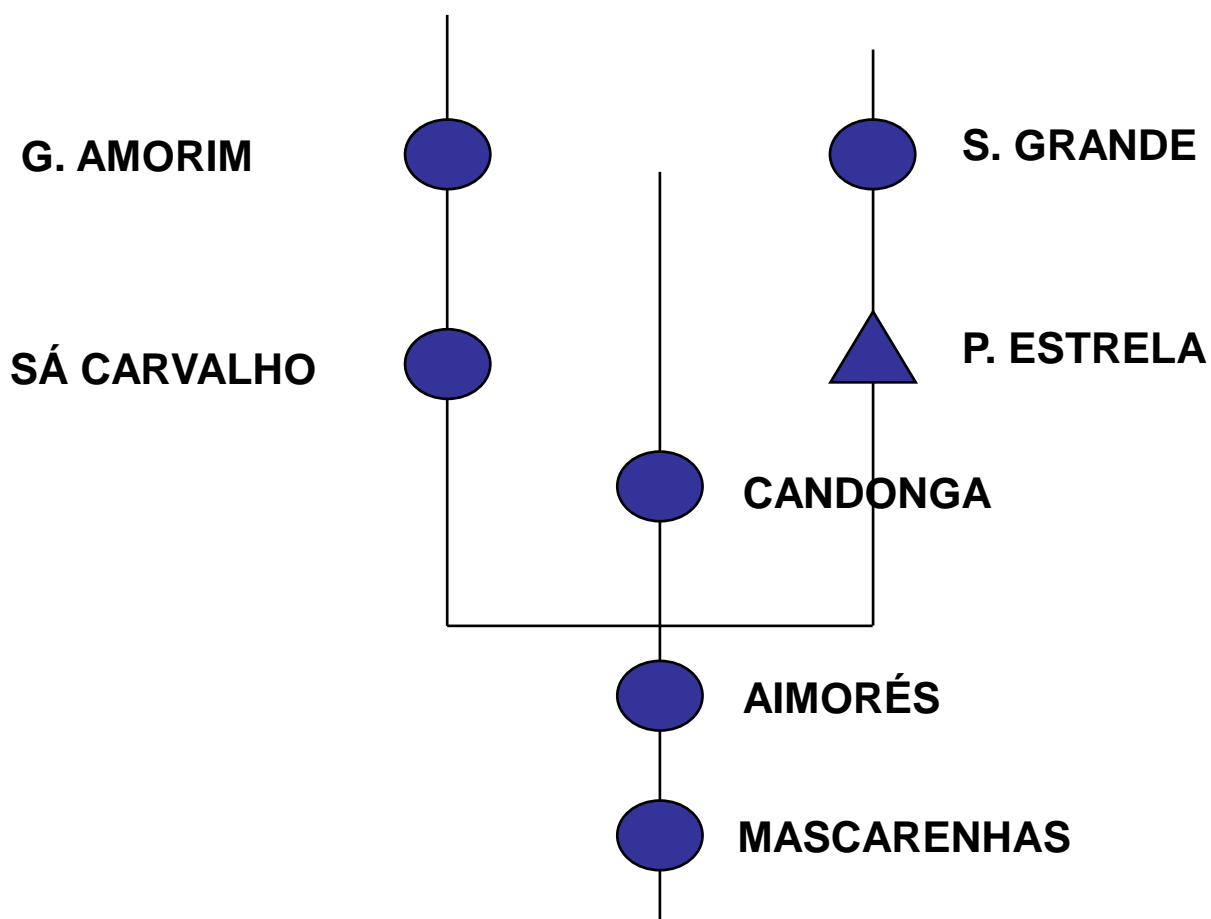 G. AMORIM
S. GRANDE
SÁ CARVALHO
P. ESTRELA
CANDONGA
AIMORÉS
MASCARENHAS